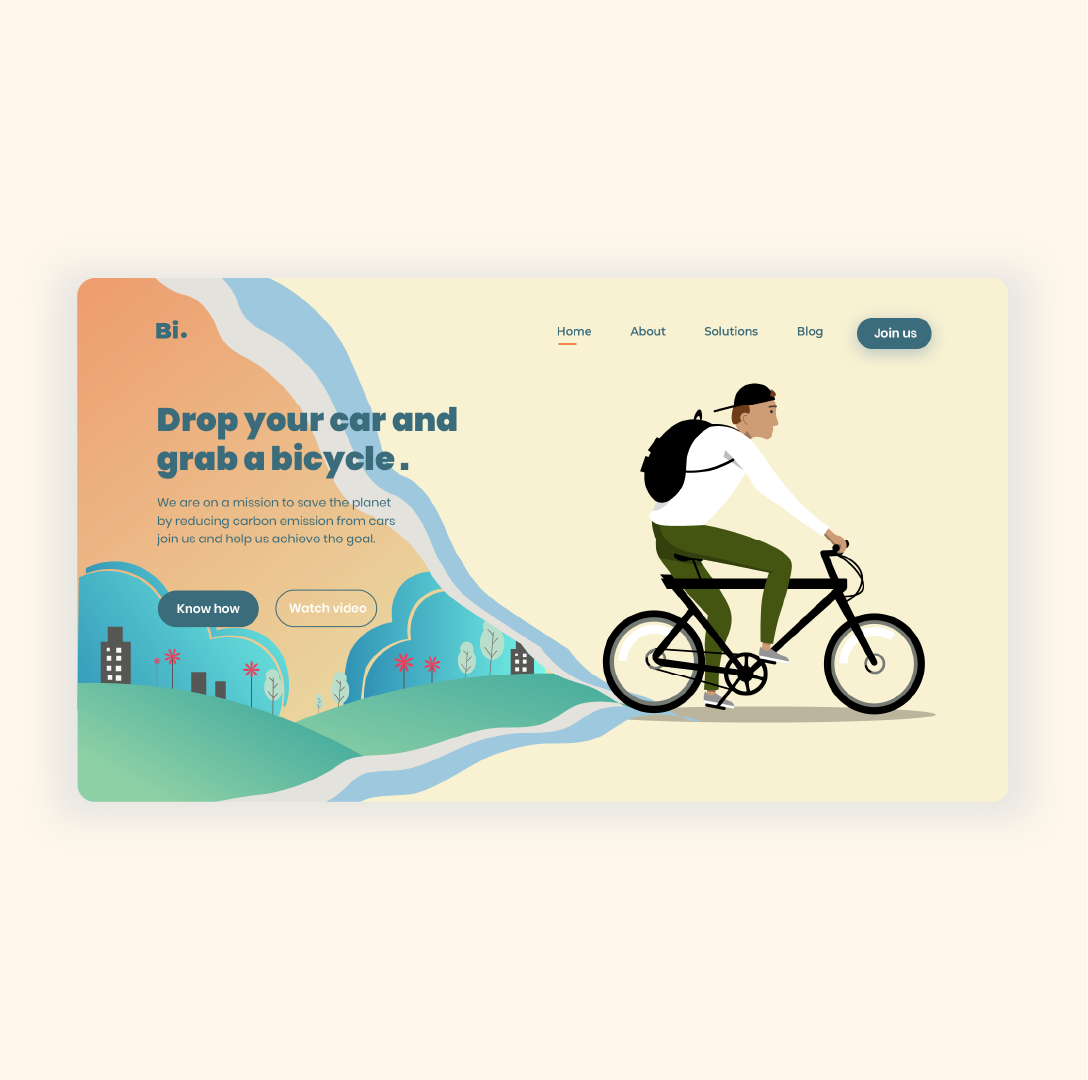 Bi.
Home About Solutions Blog Join us
Drop your car and
grab a bicycle.
We are on a mission to save the planet
by reducing carbon emission from cars
join us and help us achiove the goal.
Know how Watch video